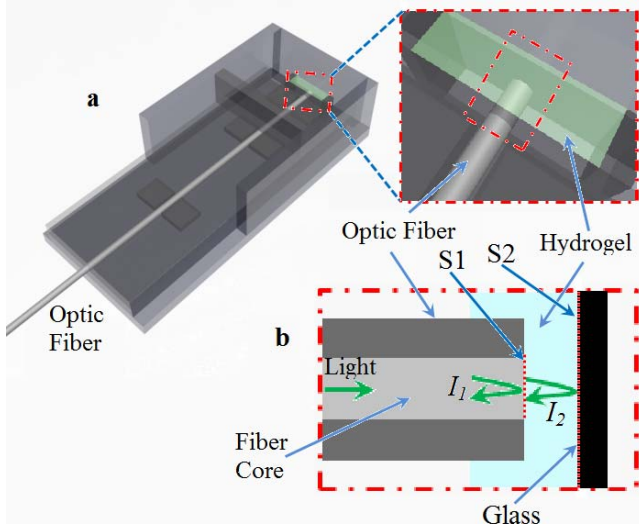 a
Optic
Fiber
Optic Fiber
Hydrogel
S1
S2
b
Light
I1
I2
Fiber
Core
Glass